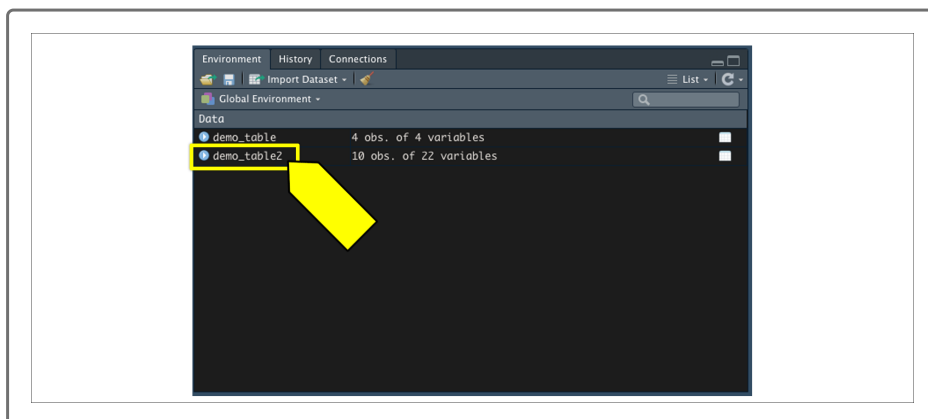 Environment History Connections
Import Dataset List
Global Environment
Data
demo_table 4 obs. of 4 variables
demo_table2 10 obs. of 22 variables